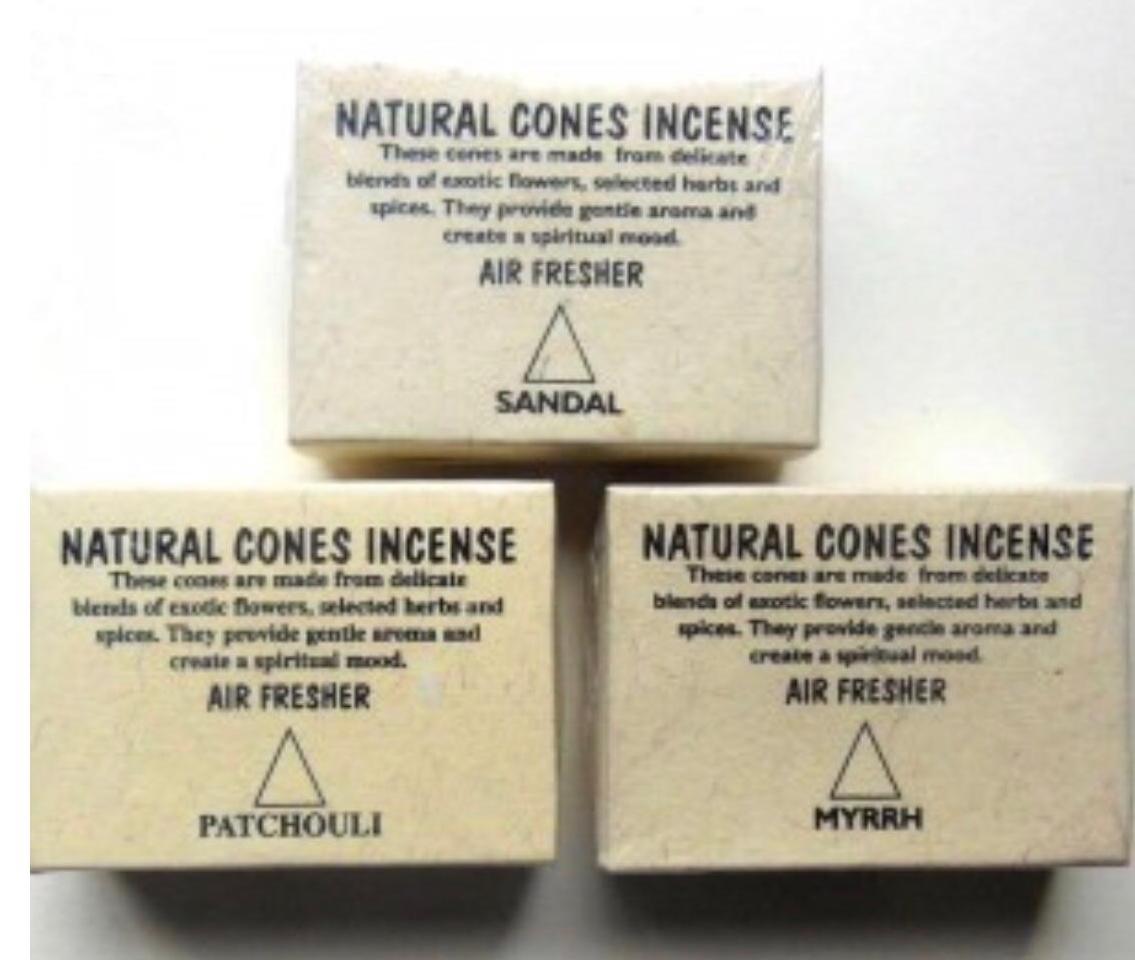 NATURAL CONES INCENSE
These cones are made from delicate
blends of exotic flowers, selected herbs and
spices. They provide gentle aroma and
create a spiritual mood.
AIR FRESHER
SANDAL
NATURAL CONES INCENSE
These cones are made from delicate
blends of exotic flowers, selected herbs and
spices. They provide gentle aroma and
create a spiritual mood.
AIR FRESHER
PATCHOULI
NATURAL CONES INCENSE
These cones are made from delicate
blends of exotic flowers, selected herbs and
spices. They provide gentle aroma and
create a spiritual mood.
AIR FRESHER
MYRRH